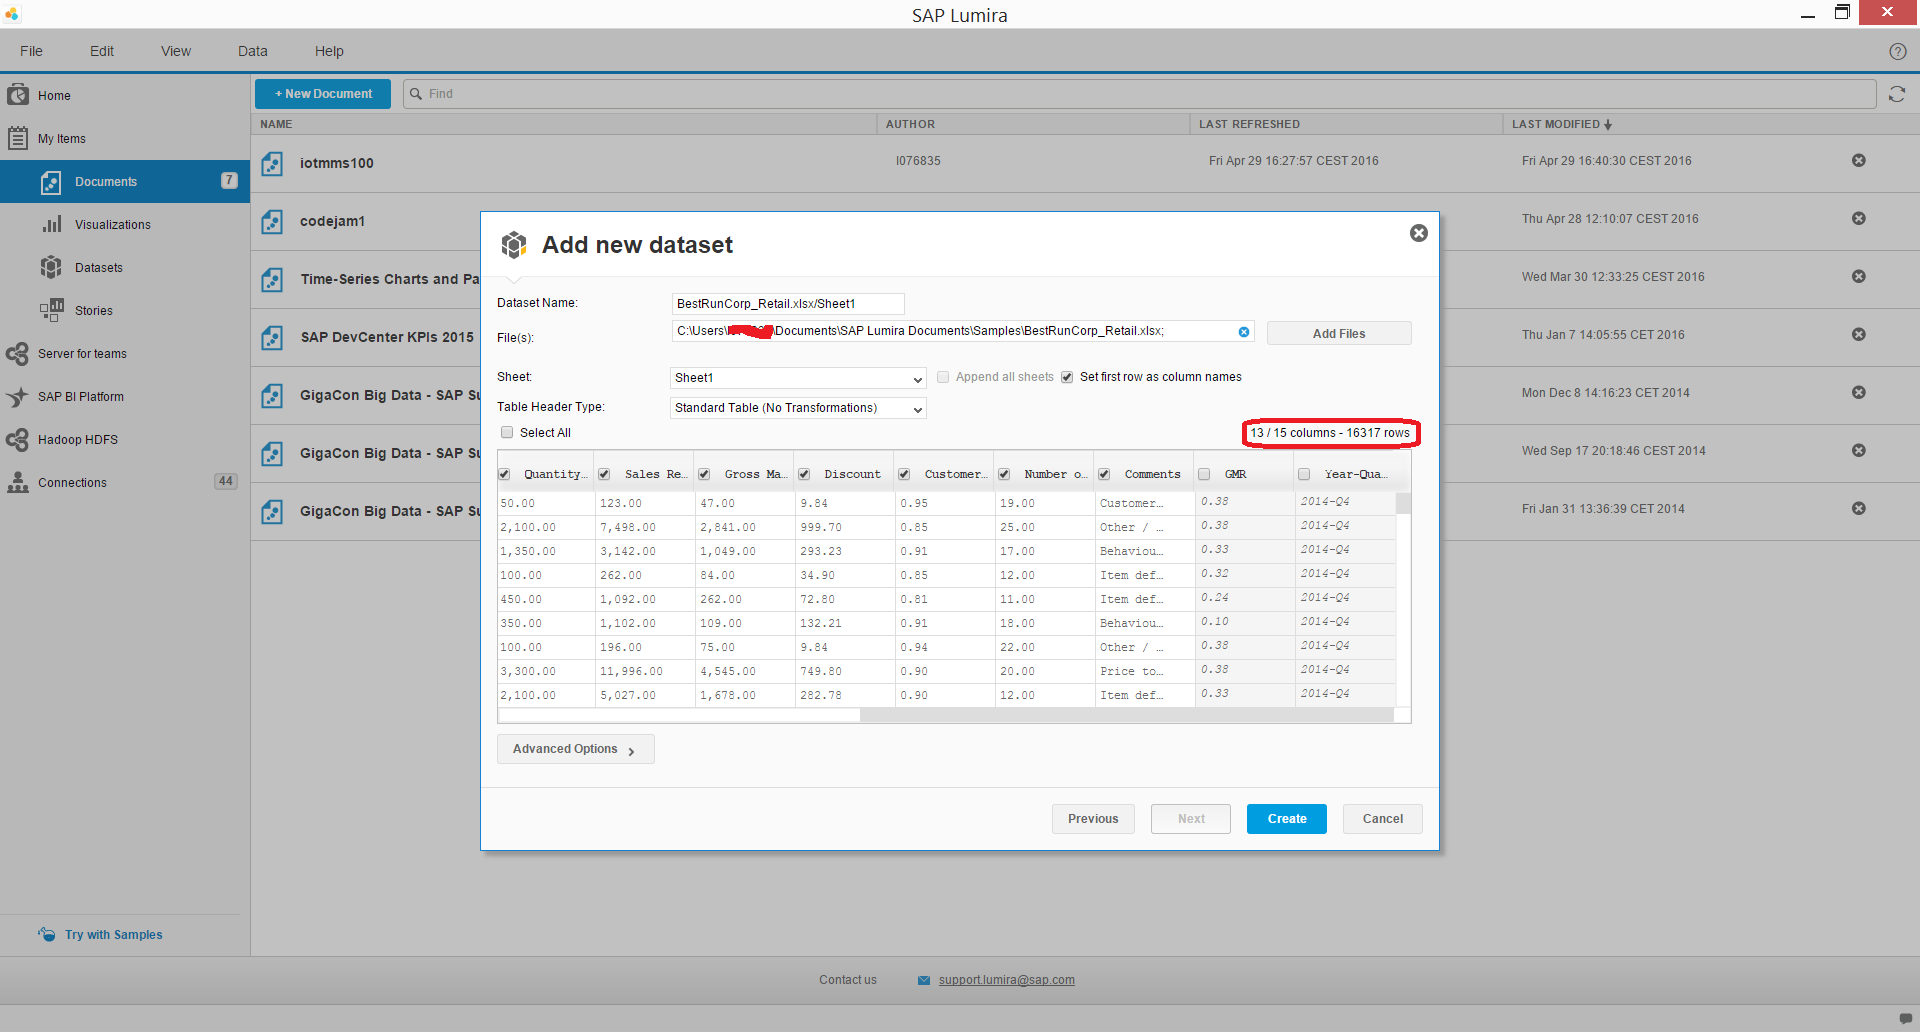 SAP Lumira
File Edit View Data Help
Home
My Items
Documents 7
Visualizations
Datasets
Stories
Server for teams
SAP BI Platform
Hadoop HDFS
Connections 44
Try with Samples
+ New Document
Find
NAME AUTHOR LAST REFRESHED LAST MODIFIED
iotmms100 I076835 Fri Apr 29 16:27:57 CEST 2016 Fri Apr 29 16:40:30 CEST 2016
codejam1 Thu Apr 28 12:10:07 CEST 2016
Time-Series Charts and Pa Wed Mar 30 12:33:25 CEST 2016
SAP DevCenter KPIs 2015 Thu Jan 7 14:05:55 CET 2016
GigaCon Big Data - SAP Su Mon Dec 8 14:16:23 CET 2014
GigaCon Big Data - SAP Su Wed Sep 17 20:18:46 CEST 2014
GigaCon Big Data - SAP Su Fri Jan 31 13:36:39 CET 2014
Add new dataset
Dataset Name: BestRunCorp_Retail.xlsx/Sheet1
File(s): C:\Users\ \Documents\SAP Lumira Documents\Samples\BestRunCorp_Retail.xlsx; Add Files
Sheet: Sheet1 Append all sheets Set first row as column names
Table Header Type: Standard Table (No Transformations)
Select All 13 / 15 columns - 16317 rows
Quantity... Sales Re... Gross Ma... Discount Customer... Number o... Comments GMR Year-Qua...
50.00 123.00 47.00 9.84 0.95 19.00 Customer... 0.38 2014-Q4
2,100.00 7,498.00 2,841.00 999.70 0.85 25.00 Other / ... 0.38 2014-Q4
1,350.00 3,142.00 1,049.00 293.23 0.91 17.00 Behaviou... 0.33 2014-Q4
100.00 262.00 84.00 34.90 0.85 12.00 Item def... 0.32 2014-Q4
450.00 1,092.00 262.00 72.80 0.81 11.00 Item def... 0.24 2014-Q4
350.00 1,102.00 109.00 132.21 0.91 18.00 Behaviou... 0.10 2014-Q4
100.00 196.00 75.00 9.84 0.94 22.00 Other / ... 0.38 2014-Q4
3,300.00 11,996.00 4,545.00 749.80 0.90 20.00 Price to... 0.38 2014-Q4
2,100.00 5,027.00 1,678.00 282.78 0.90 12.00 Item def... 0.33 2014-Q4
Advanced Options
Previous Next Create Cancel
Contact us support.lumira@sap.com